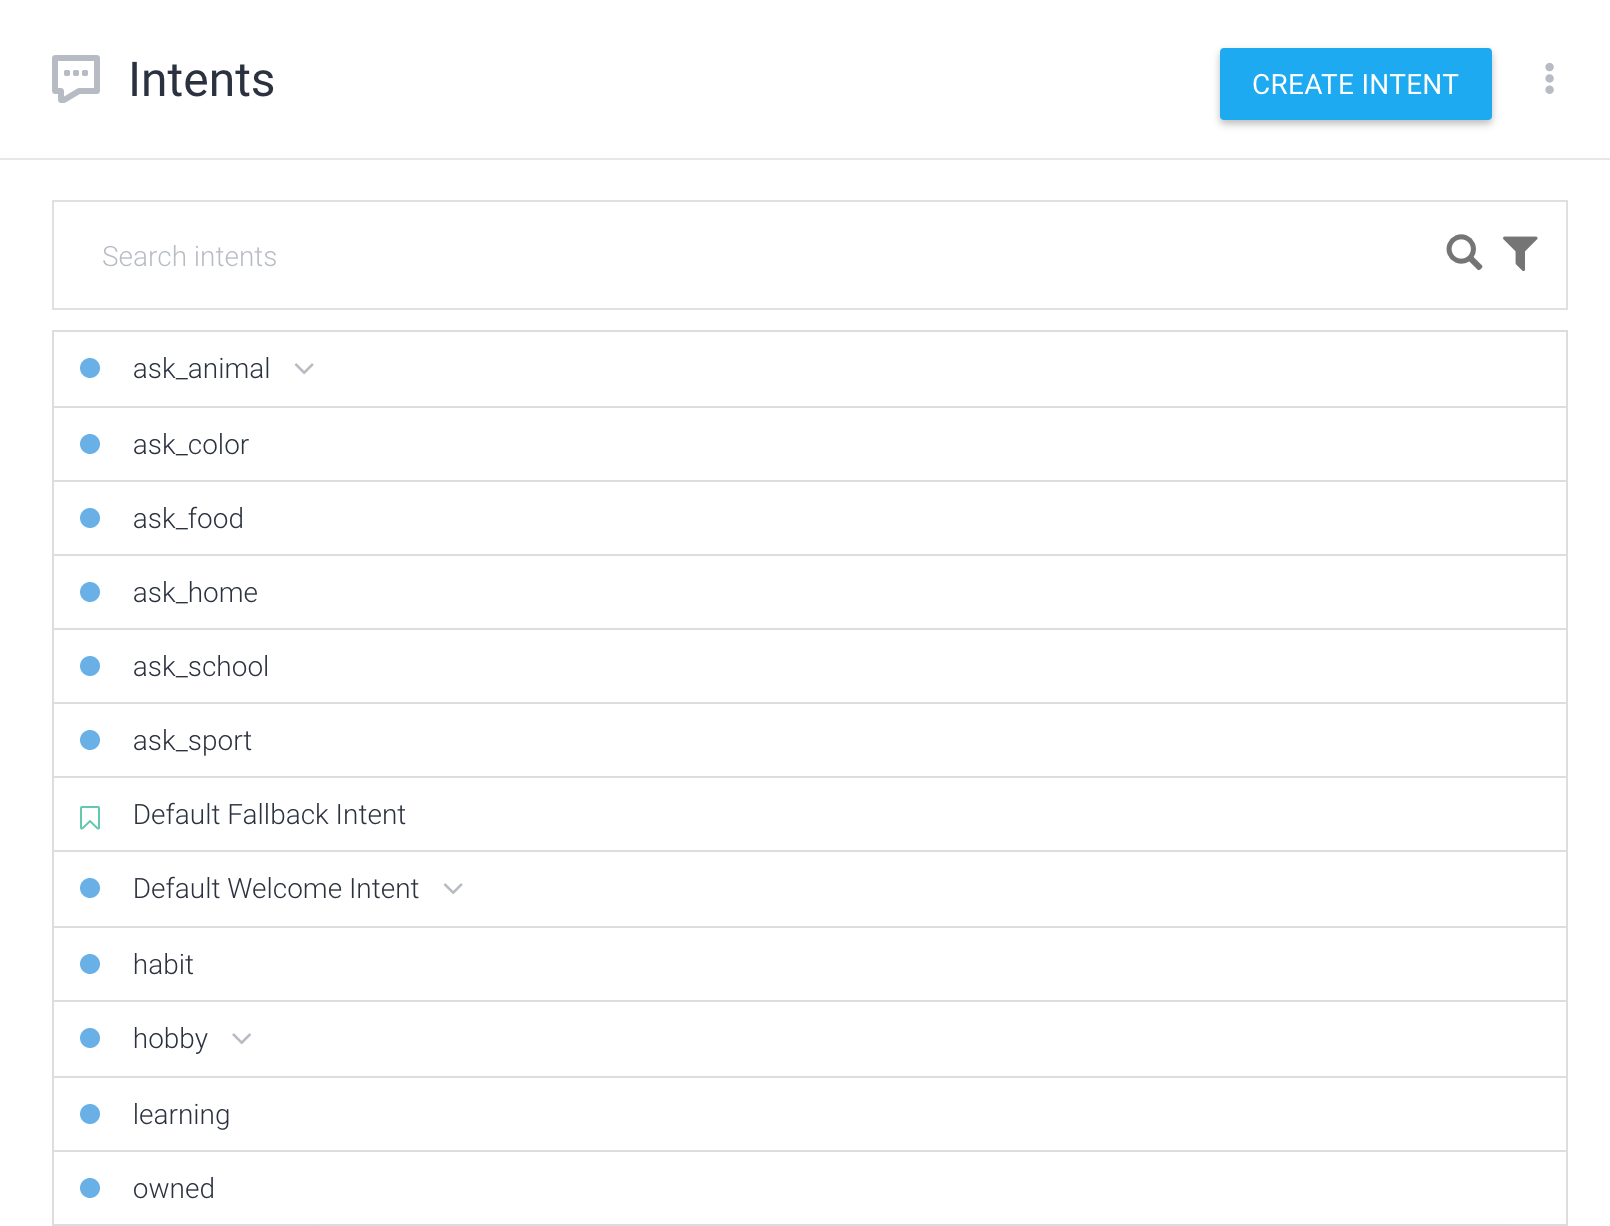 Intents
CREATE INTENT
Search intents
ask_animal
ask_color
ask_food
ask_home
ask_school
ask_sport
Default Fallback Intent
Default Welcome Intent
habit
hobby
learning
owned